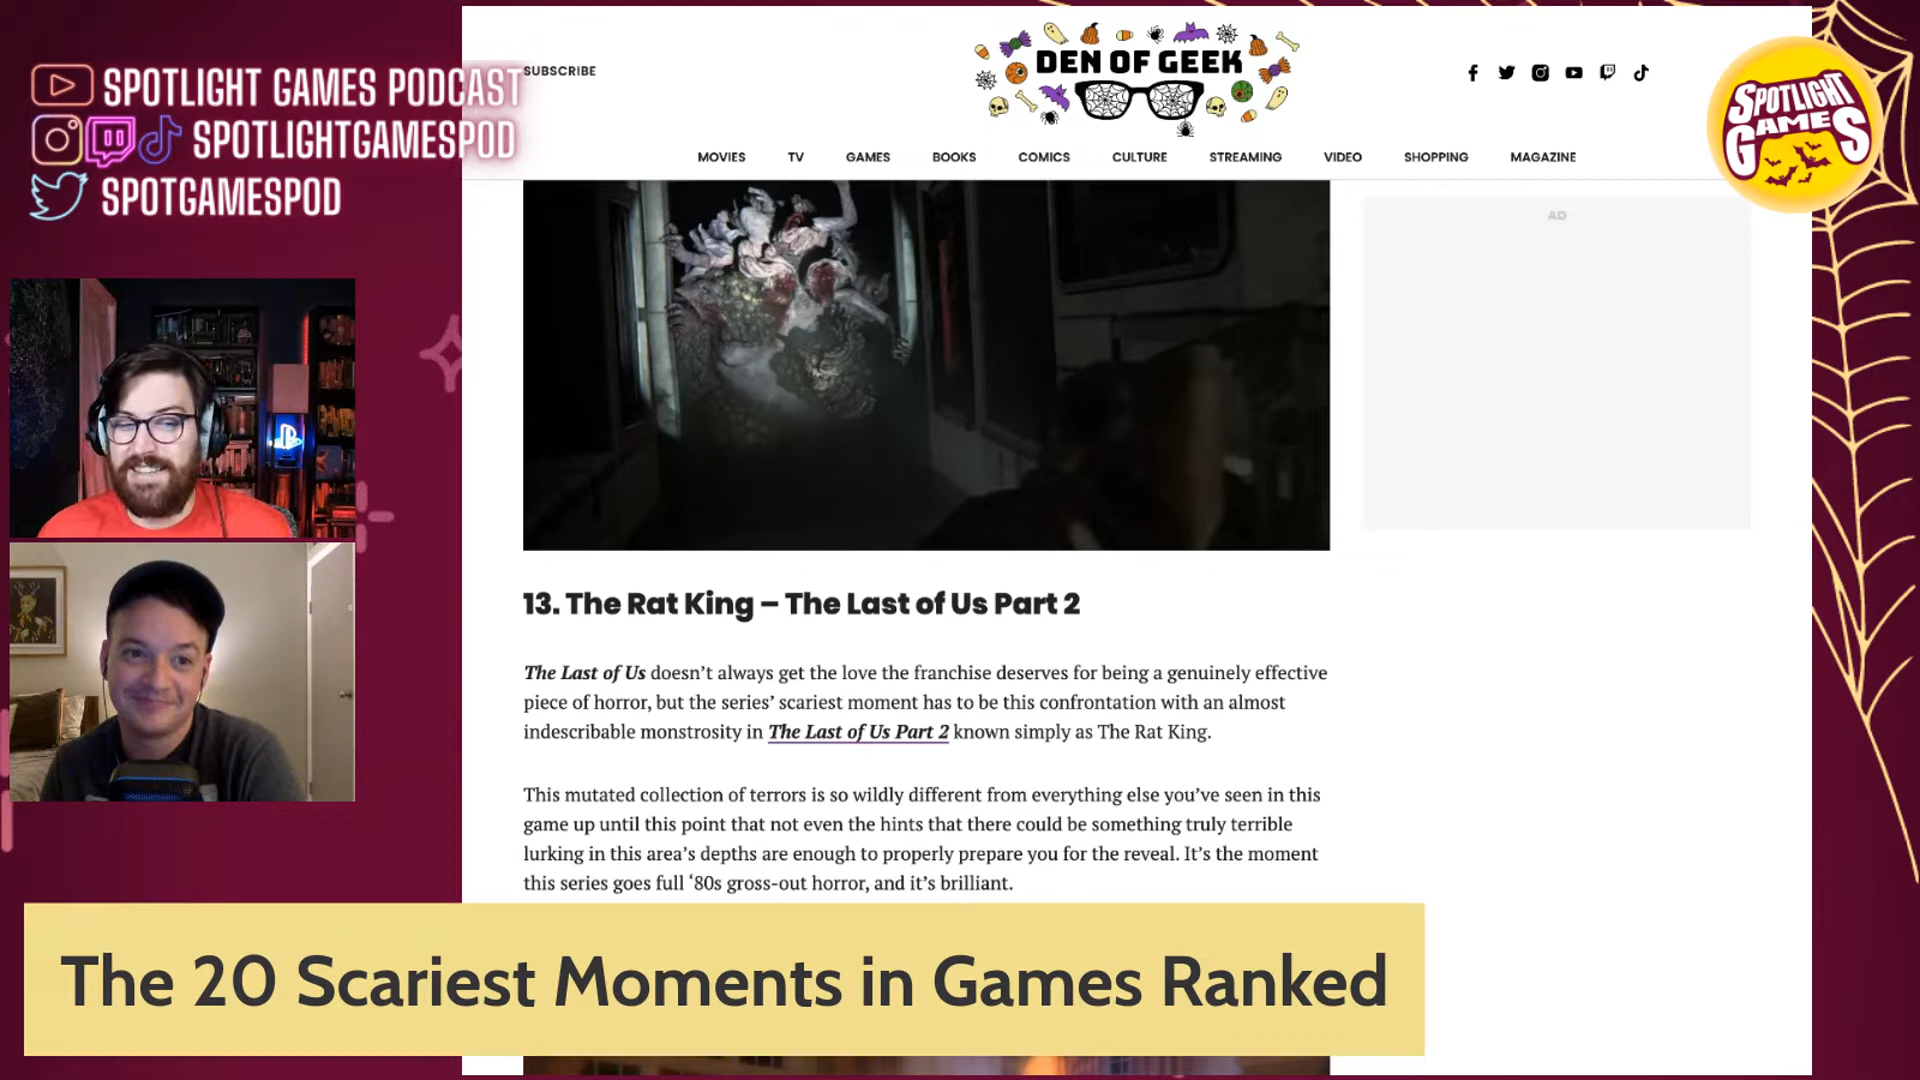 SPOTLIGHT GAMES PODCAST
SPOTLIGHTGAMESPOD
SPOTGAMESPOD
SUBSCRIBE
DEN OF GEEK
SPOTLIGHT
GAMES
MOVIES TV GAMES BOOKS COMICS CULTURE STREAMING VIDEO SHOPPING MAGAZINE
AD
13. The Rat King – The Last of Us Part 2
The Last of Us doesn’t always get the love the franchise deserves for being a genuinely effective
piece of horror, but the series’ scariest moment has to be this confrontation with an almost
indescribable monstrosity in The Last of Us Part 2 known simply as The Rat King.
This mutated collection of terrors is so wildly different from everything else you’ve seen in this
game up until this point that not even the hints that there could be something truly terrible
lurking in this area’s depths are enough to properly prepare you for the reveal. It’s the moment
this series goes full ‘80s gross-out horror, and it’s brilliant.
The 20 Scariest Moments in Games Ranked